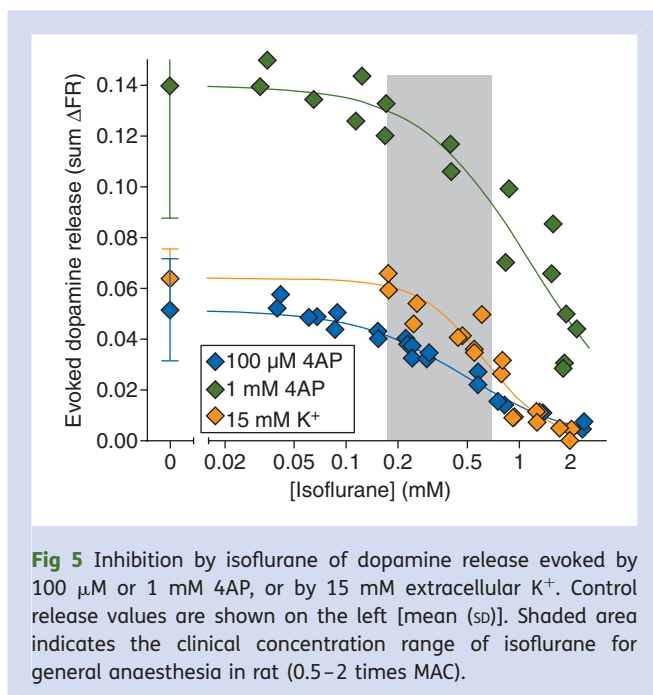 Evoked dopamine release (sum ΔFR)
0.14
0.12
0.10
0.08
0.06
0.04
0.02
0.00
100 μM 4AP
1 mM 4AP
15 mM K⁺
0 0.02 0.05 0.1 0.2 0.5 1 2
[Isoflurane] (mM)
Fig 5 Inhibition by isoflurane of dopamine release evoked by
100 μM or 1 mM 4AP, or by 15 mM extracellular K⁺. Control
release values are shown on the left [mean (SD)]. Shaded area
indicates the clinical concentration range of isoflurane for
general anaesthesia in rat (0.5–2 times MAC).